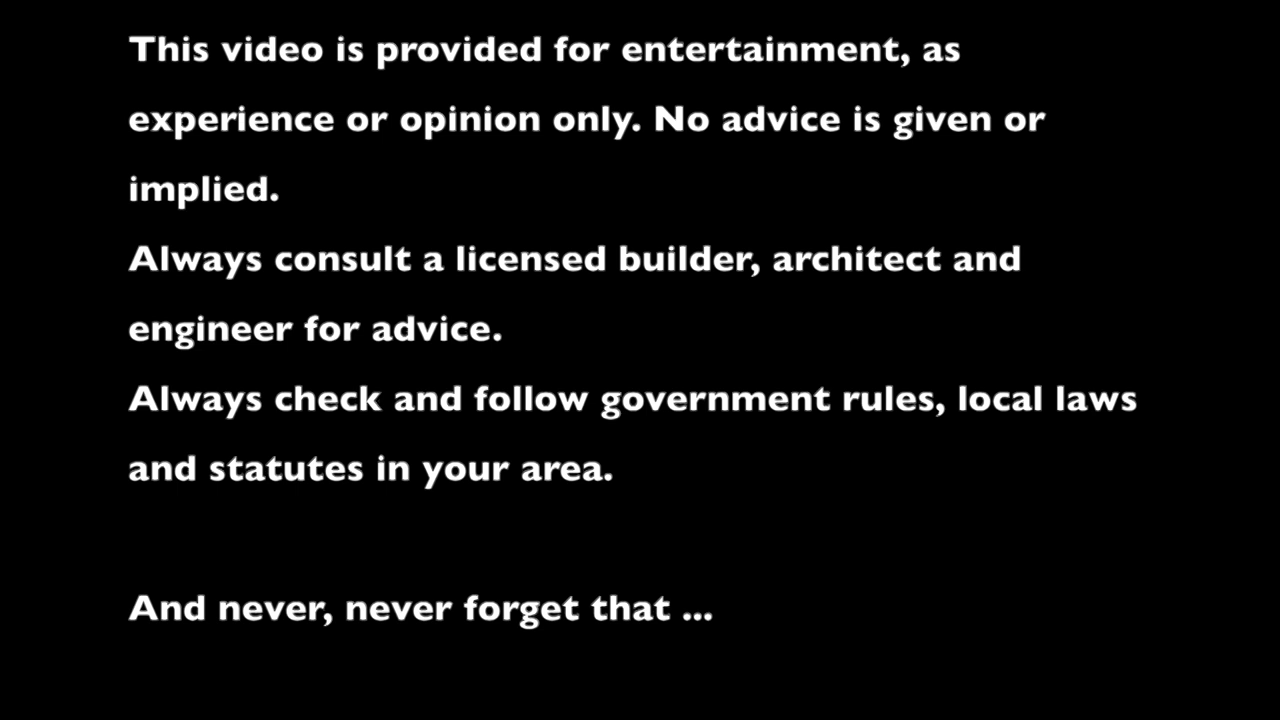 This video is provided for entertainment, as
experience or opinion only. No advice is given or
implied.
Always consult a licensed builder, architect and
engineer for advice.
Always check and follow government rules, local laws
and statutes in your area.
And never, never forget that ...